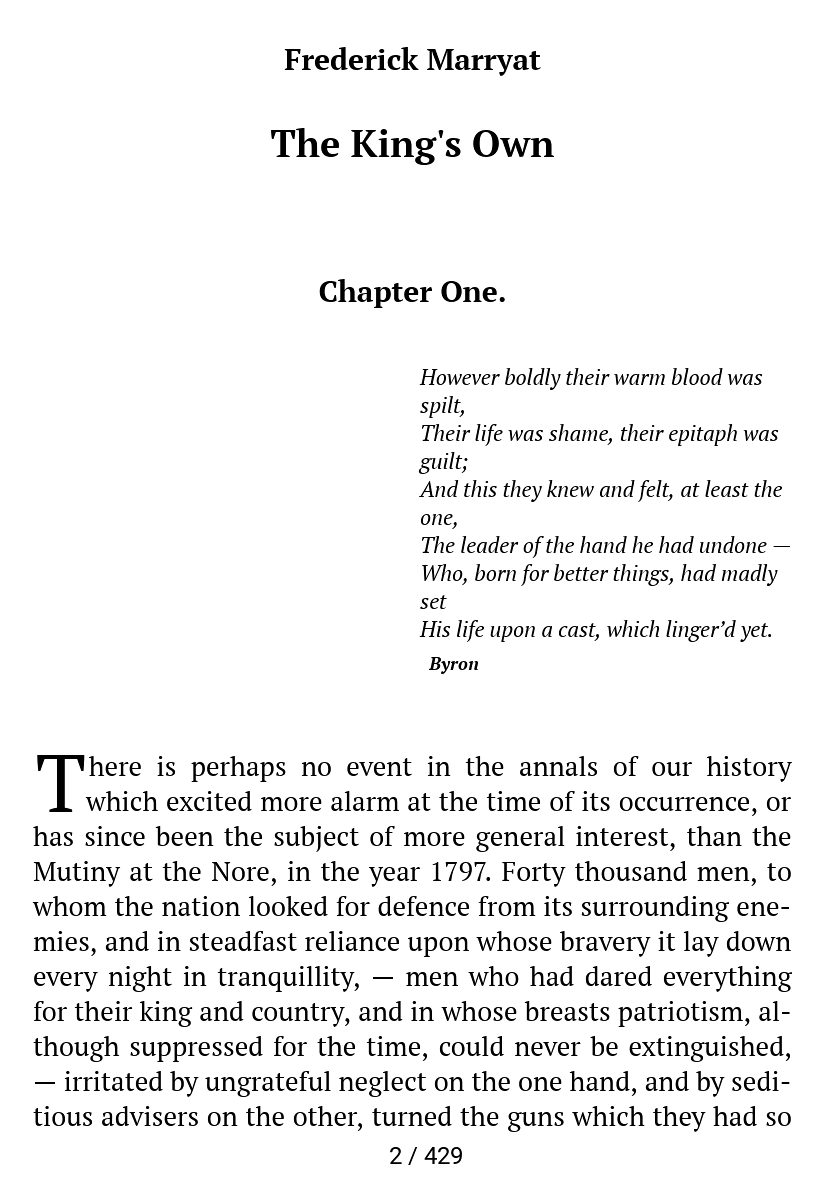 Frederick Marryat
The King's Own
Chapter One.
However boldly their warm blood was
spilt,
Their life was shame, their epitaph was
guilt;
And this they knew and felt, at least the
one,
The leader of the hand he had undone —
Who, born for better things, had madly
set
His life upon a cast, which linger’d yet.
Byron
There is perhaps no event in the annals of our history
which excited more alarm at the time of its occurrence, or
has since been the subject of more general interest, than the
Mutiny at the Nore, in the year 1797. Forty thousand men, to
whom the nation looked for defence from its surrounding ene-
mies, and in steadfast reliance upon whose bravery it lay down
every night in tranquillity, — men who had dared everything
for their king and country, and in whose breasts patriotism, al-
though suppressed for the time, could never be extinguished,
— irritated by ungrateful neglect on the one hand, and by sedi-
tious advisers on the other, turned the guns which they had so
2 / 429